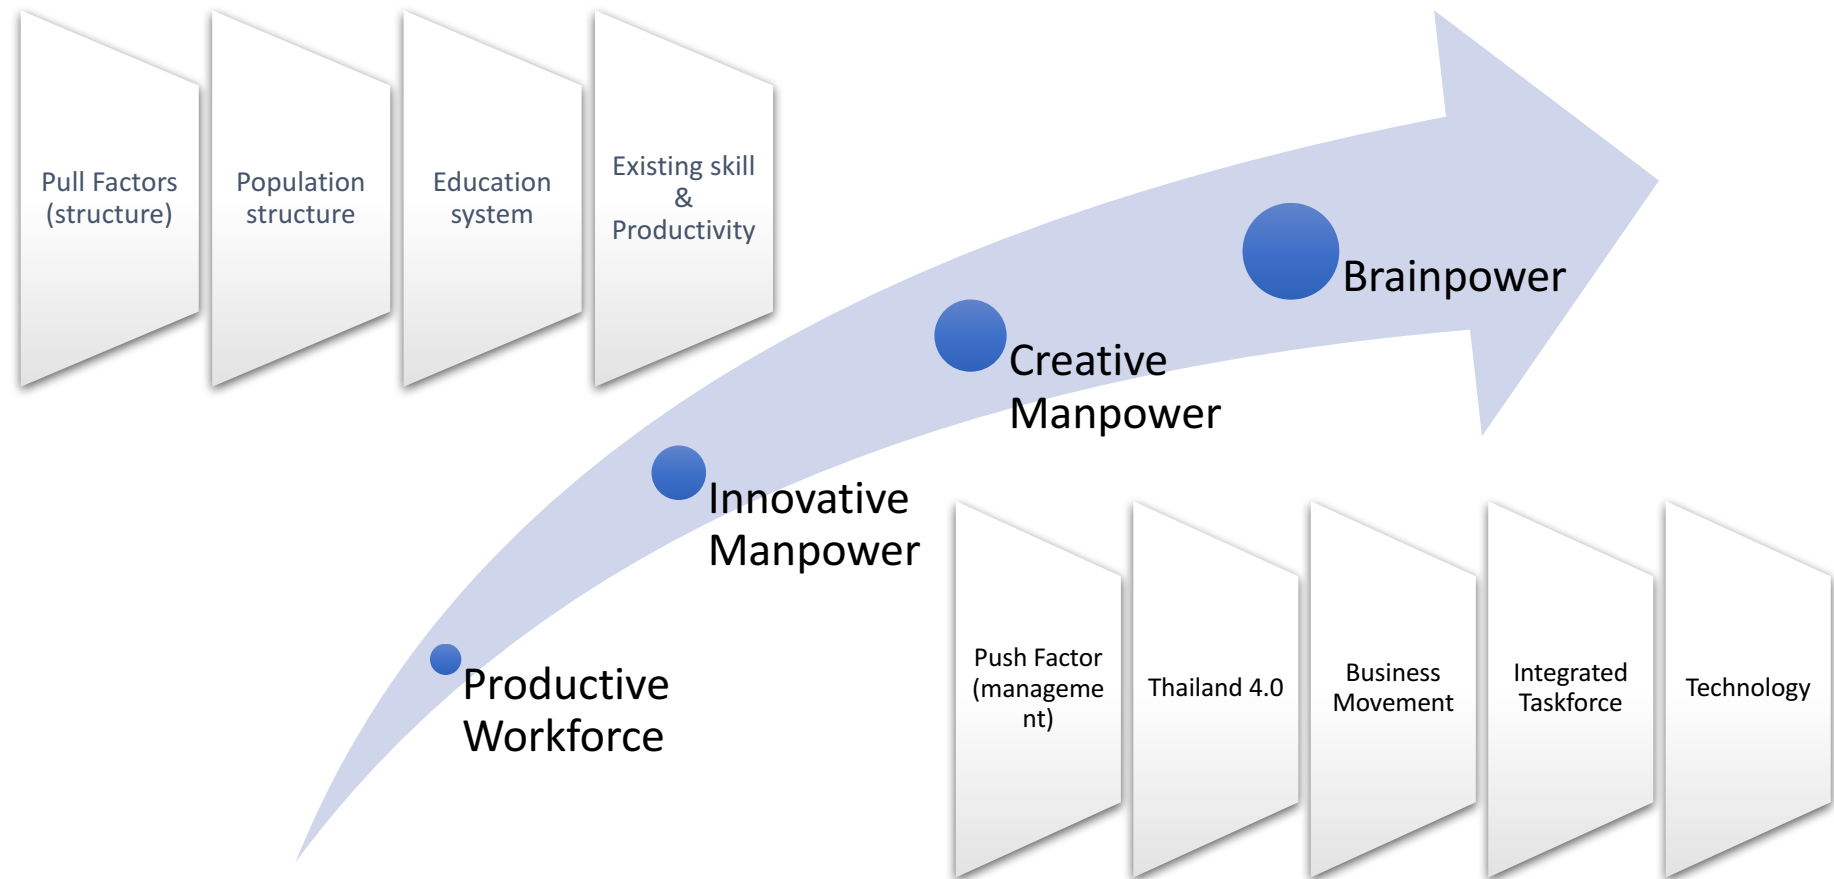 Pull Factors
(structure)
Population
structure
Education
system
Existing skill
&
Productivity
Brainpower
Creative
Manpower
Innovative
Manpower
Productive
Workforce
Push Factor
(manageme
nt)
Thailand 4.0
Business
Movement
Integrated
Taskforce
Technology